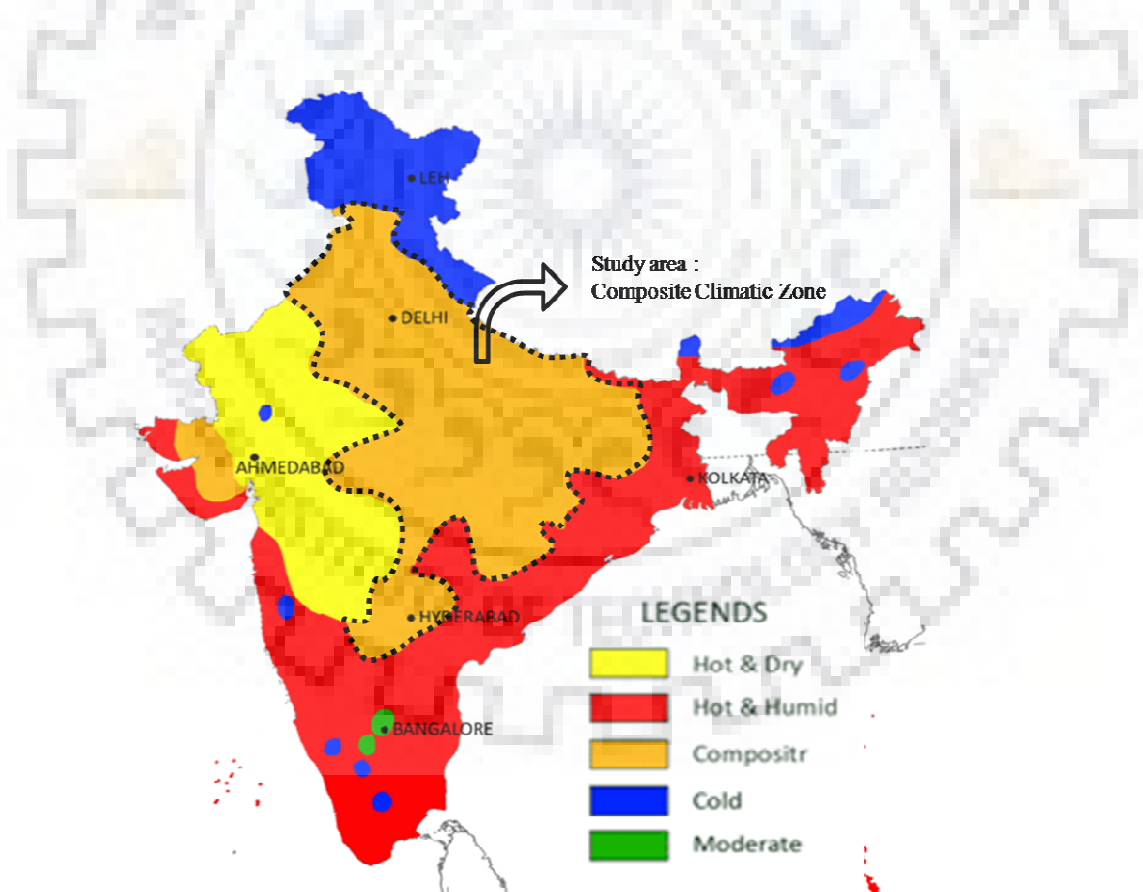 LEH
Study area :
Composite Climatic Zone
DELHI
AHMEDABAD
KOLKATA
HYDERABAD
BANGALORE
LEGENDS
Hot & Dry
Hot & Humid
Compositr
Cold
Moderate